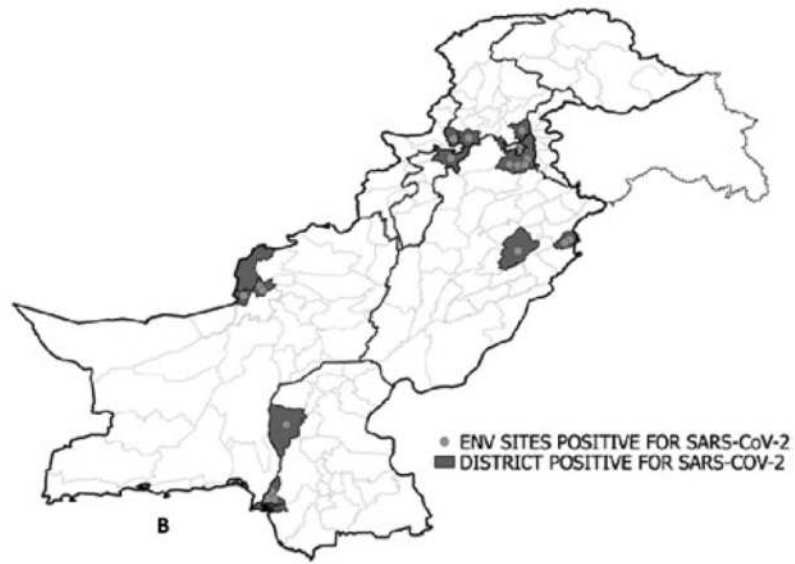 ENV SITES POSITIVE FOR SARS-CoV-2
DISTRICT POSITIVE FOR SARS-COV-2
B